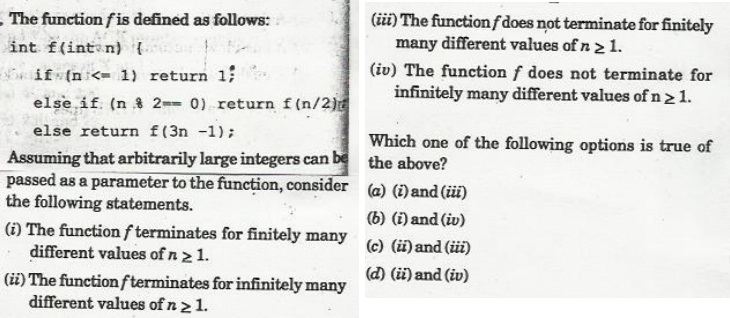 The function f is defined as follows:
int f(int n) {
if (n <= 1) return 1;
else if (n % 2== 0) return f(n/2);
else return f(3n -1);
Assuming that arbitrarily large integers can be
passed as a parameter to the function, consider
the following statements.
(i) The function f terminates for finitely many
different values of n ≥ 1.
(ii) The function f terminates for infinitely many
different values of n ≥ 1.
(iii) The function f does not terminate for finitely
many different values of n ≥ 1.
(iv) The function f does not terminate for
infinitely many different values of n ≥ 1.
Which one of the following options is true of
the above?
(a) (i) and (iii)
(b) (i) and (iv)
(c) (ii) and (iii)
(d) (ii) and (iv)